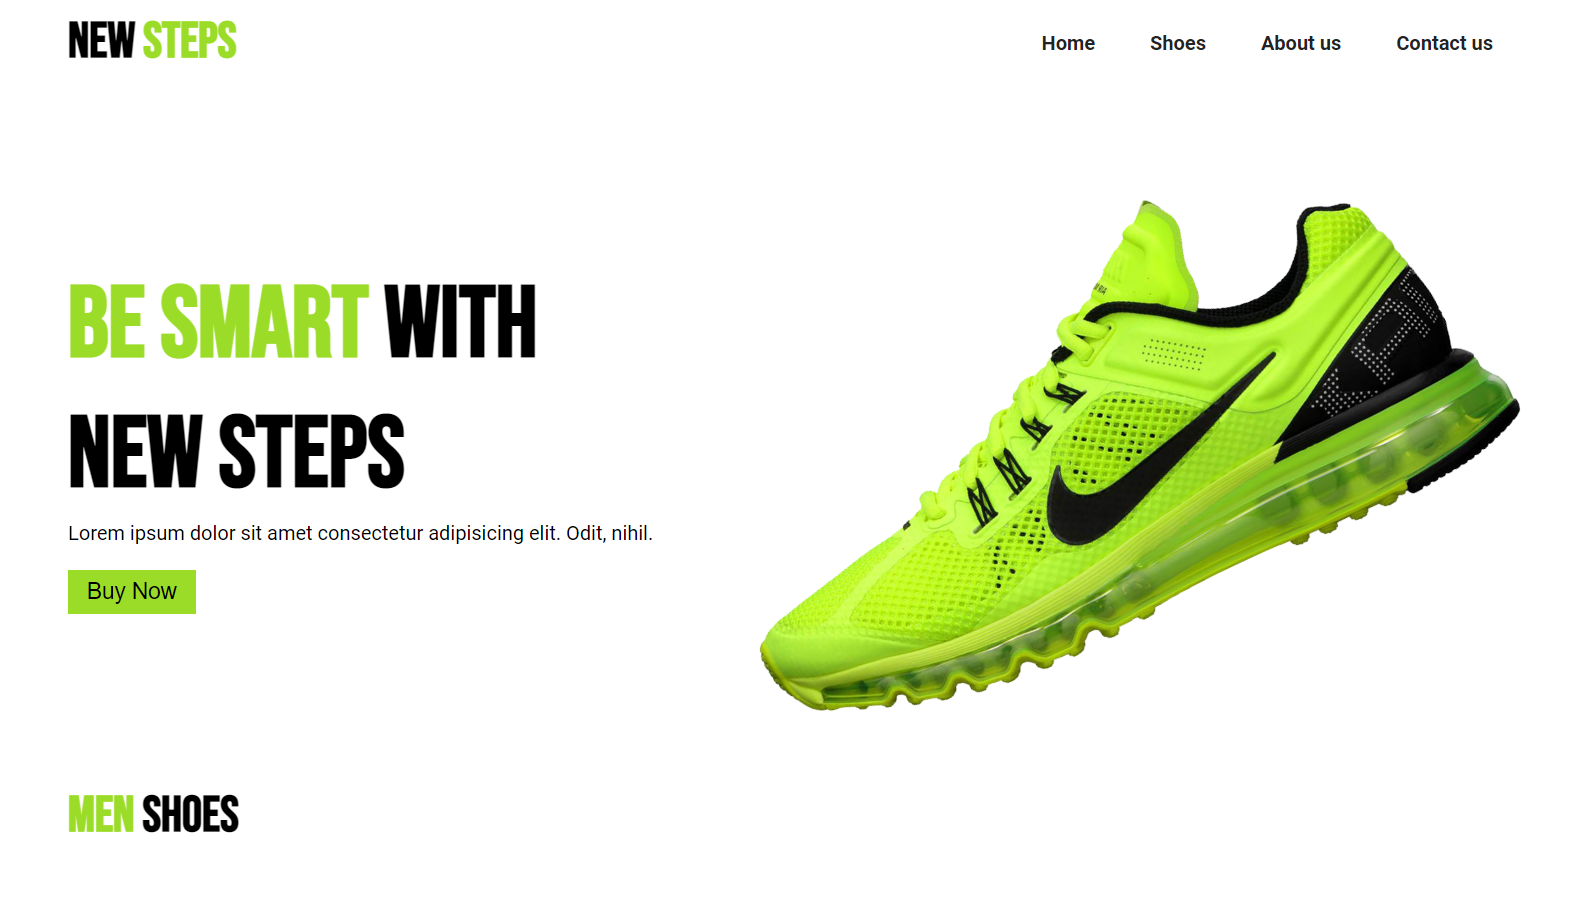 NEW STEPS
Home Shoes About us Contact us
BE SMART WITH
NEW STEPS
Lorem ipsum dolor sit amet consectetur adipisicing elit. Odit, nihil.
Buy Now
MEN SHOES